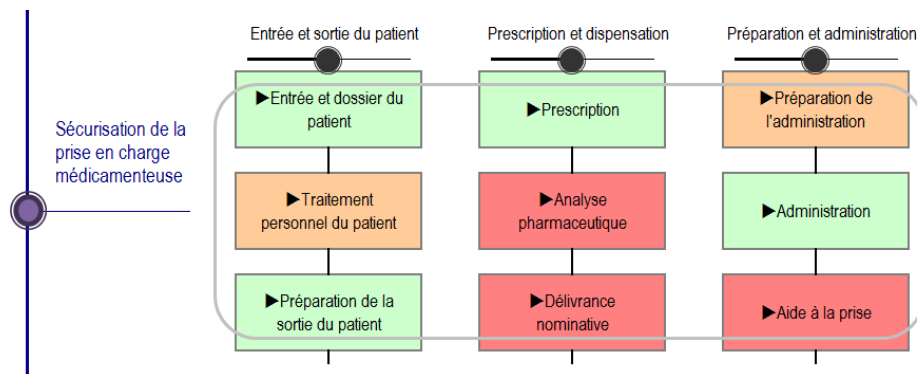 Entrée et sortie du patient
Prescription et dispensation
Préparation et administration
Sécurisation de la
prise en charge
médicamenteuse
►Entrée et dossier du
patient
►Traitement
personnel du patient
►Préparation de la
sortie du patient
►Prescription
►Analyse
pharmaceutique
►Délivrance
nominative
►Préparation de
l'administration
►Administration
►Aide à la prise